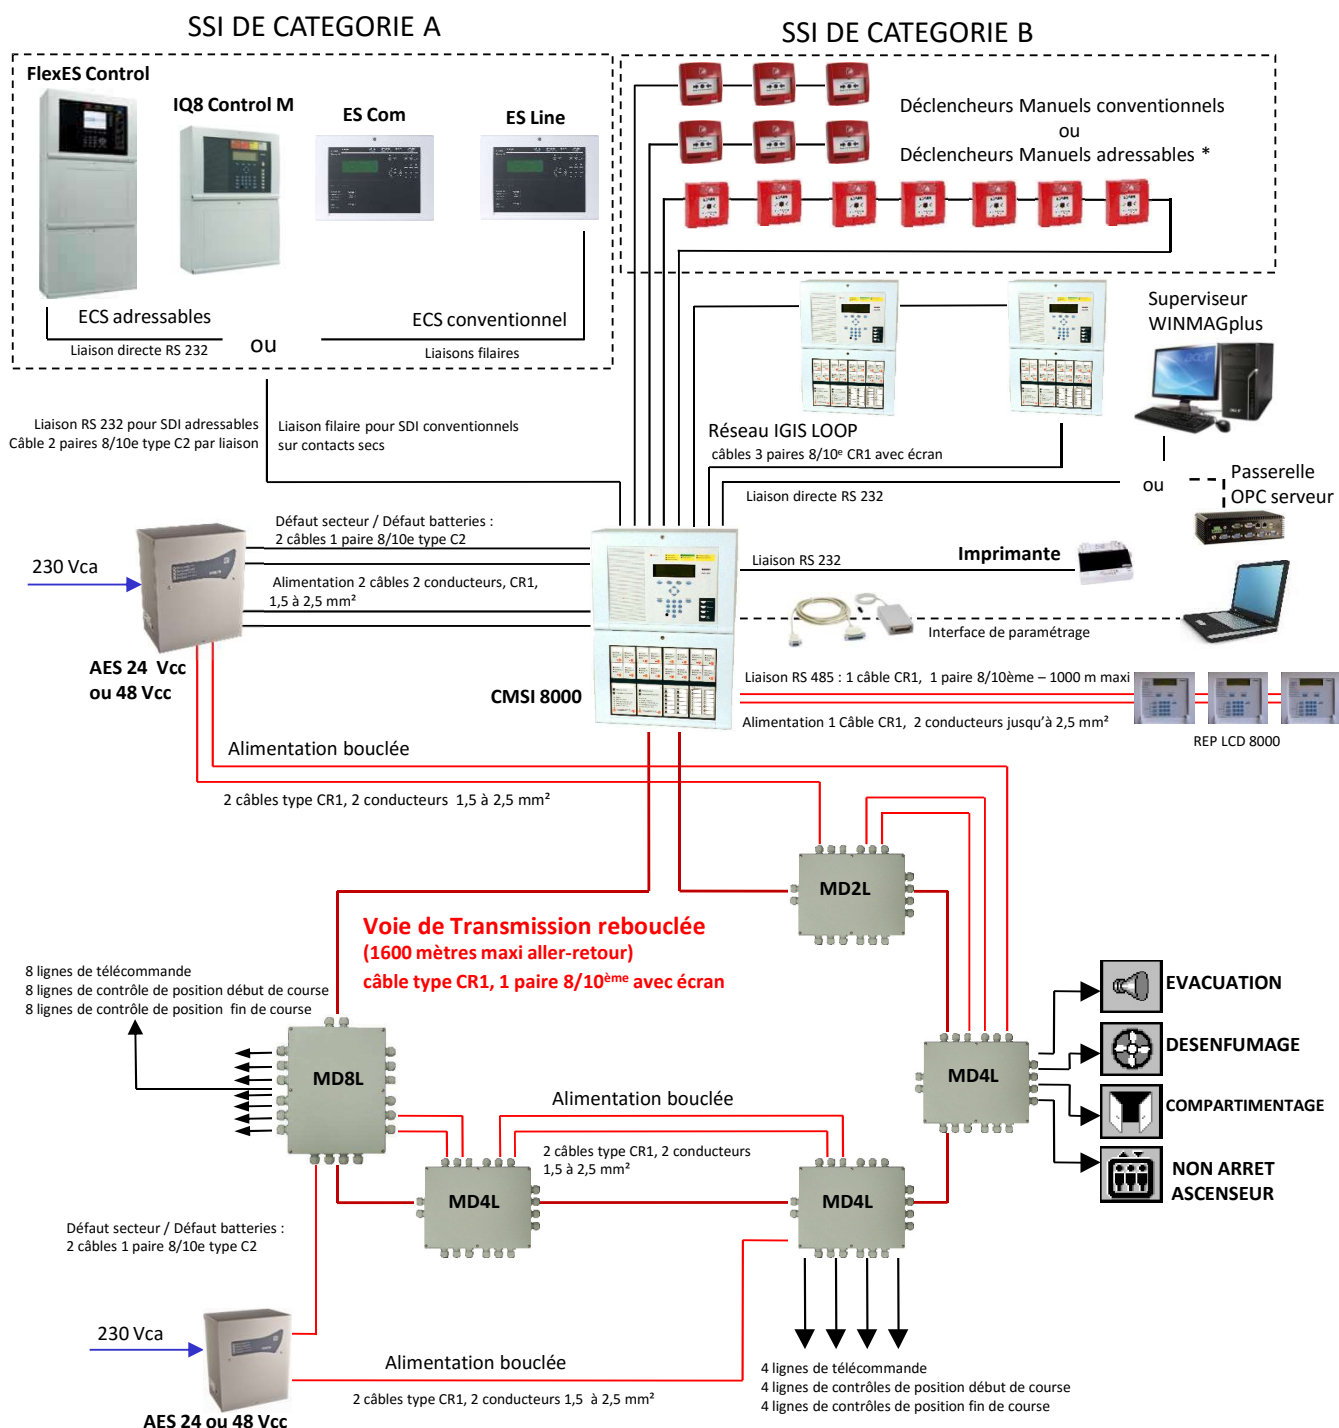 SSI DE CATEGORIE A
SSI DE CATEGORIE B
FlexES Control
IQ8 Control M
ES Com
ES Line
Déclencheurs Manuels conventionnels
ou
Déclencheurs Manuels adressables *
ECS adressables
Liaison directe RS 232
ou
ECS conventionnel
Liaisons filaires
Superviseur
WINMAGplus
Liaison RS 232 pour SDI adressables
Câble 2 paires 8/10e type C2 par liaison
Liaison filaire pour SDI conventionnels
sur contacts secs
Réseau IGIS LOOP
câbles 3 paires 8/10e CR1 avec écran
Liaison directe RS 232
ou
Passerelle
OPC serveur
Défaut secteur / Défaut batteries :
2 câbles 1 paire 8/10e type C2
230 Vca
Alimentation 2 câbles 2 conducteurs, CR1,
1,5 à 2,5 mm²
Liaison RS 232
Imprimante
Interface de paramétrage
AES 24 Vcc
ou 48 Vcc
CMSI 8000
Liaison RS 485 : 1 câble CR1, 1 paire 8/10ème – 1000 m maxi
Alimentation 1 Câble CR1, 2 conducteurs jusqu'à 2,5 mm²
REP LCD 8000
Alimentation bouclée
2 câbles type CR1, 2 conducteurs 1,5 à 2,5 mm²
MD2L
Voie de Transmission rebouclée
(1600 mètres maxi aller-retour)
câble type CR1, 1 paire 8/10ème avec écran
8 lignes de télécommande
8 lignes de contrôle de position début de course
8 lignes de contrôle de position fin de course
EVACUATION
DESENFUMAGE
COMPARTIMENTAGE
NON ARRET
ASCENSEUR
MD8L
MD4L
Alimentation bouclée
2 câbles type CR1, 2 conducteurs
1,5 à 2,5 mm²
MD4L
MD4L
Défaut secteur / Défaut batteries :
2 câbles 1 paire 8/10e type C2
230 Vca
Alimentation bouclée
2 câbles type CR1, 2 conducteurs 1,5 à 2,5 mm²
AES 24 ou 48 Vcc
4 lignes de télécommande
4 lignes de contrôles de position début de course
4 lignes de contrôles de position fin de course